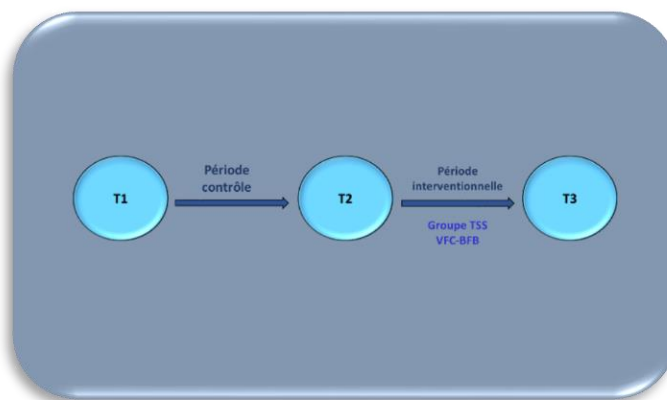 Période
contrôle
Période
interventionnelle
T1
T2
T3
Groupe TSS
VFC-BFB